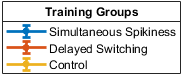 Training Groups
Simultaneous Spikiness
Delayed Switching
Control